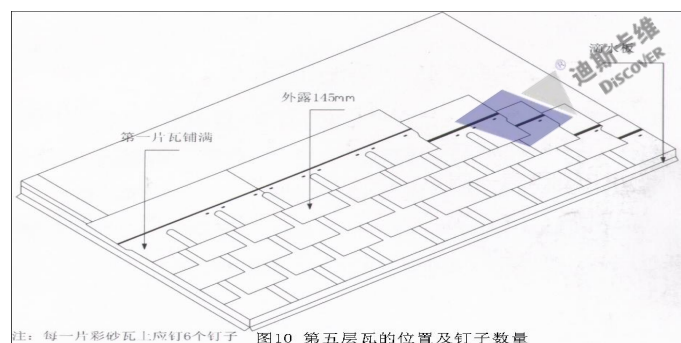 滴水板
® 迪斯卡维
DiSCOVER
外露145mm
第一片瓦铺满
注：每一片彩砂瓦上应钉6个钉子
图10 第五层瓦的位置及钉子数量